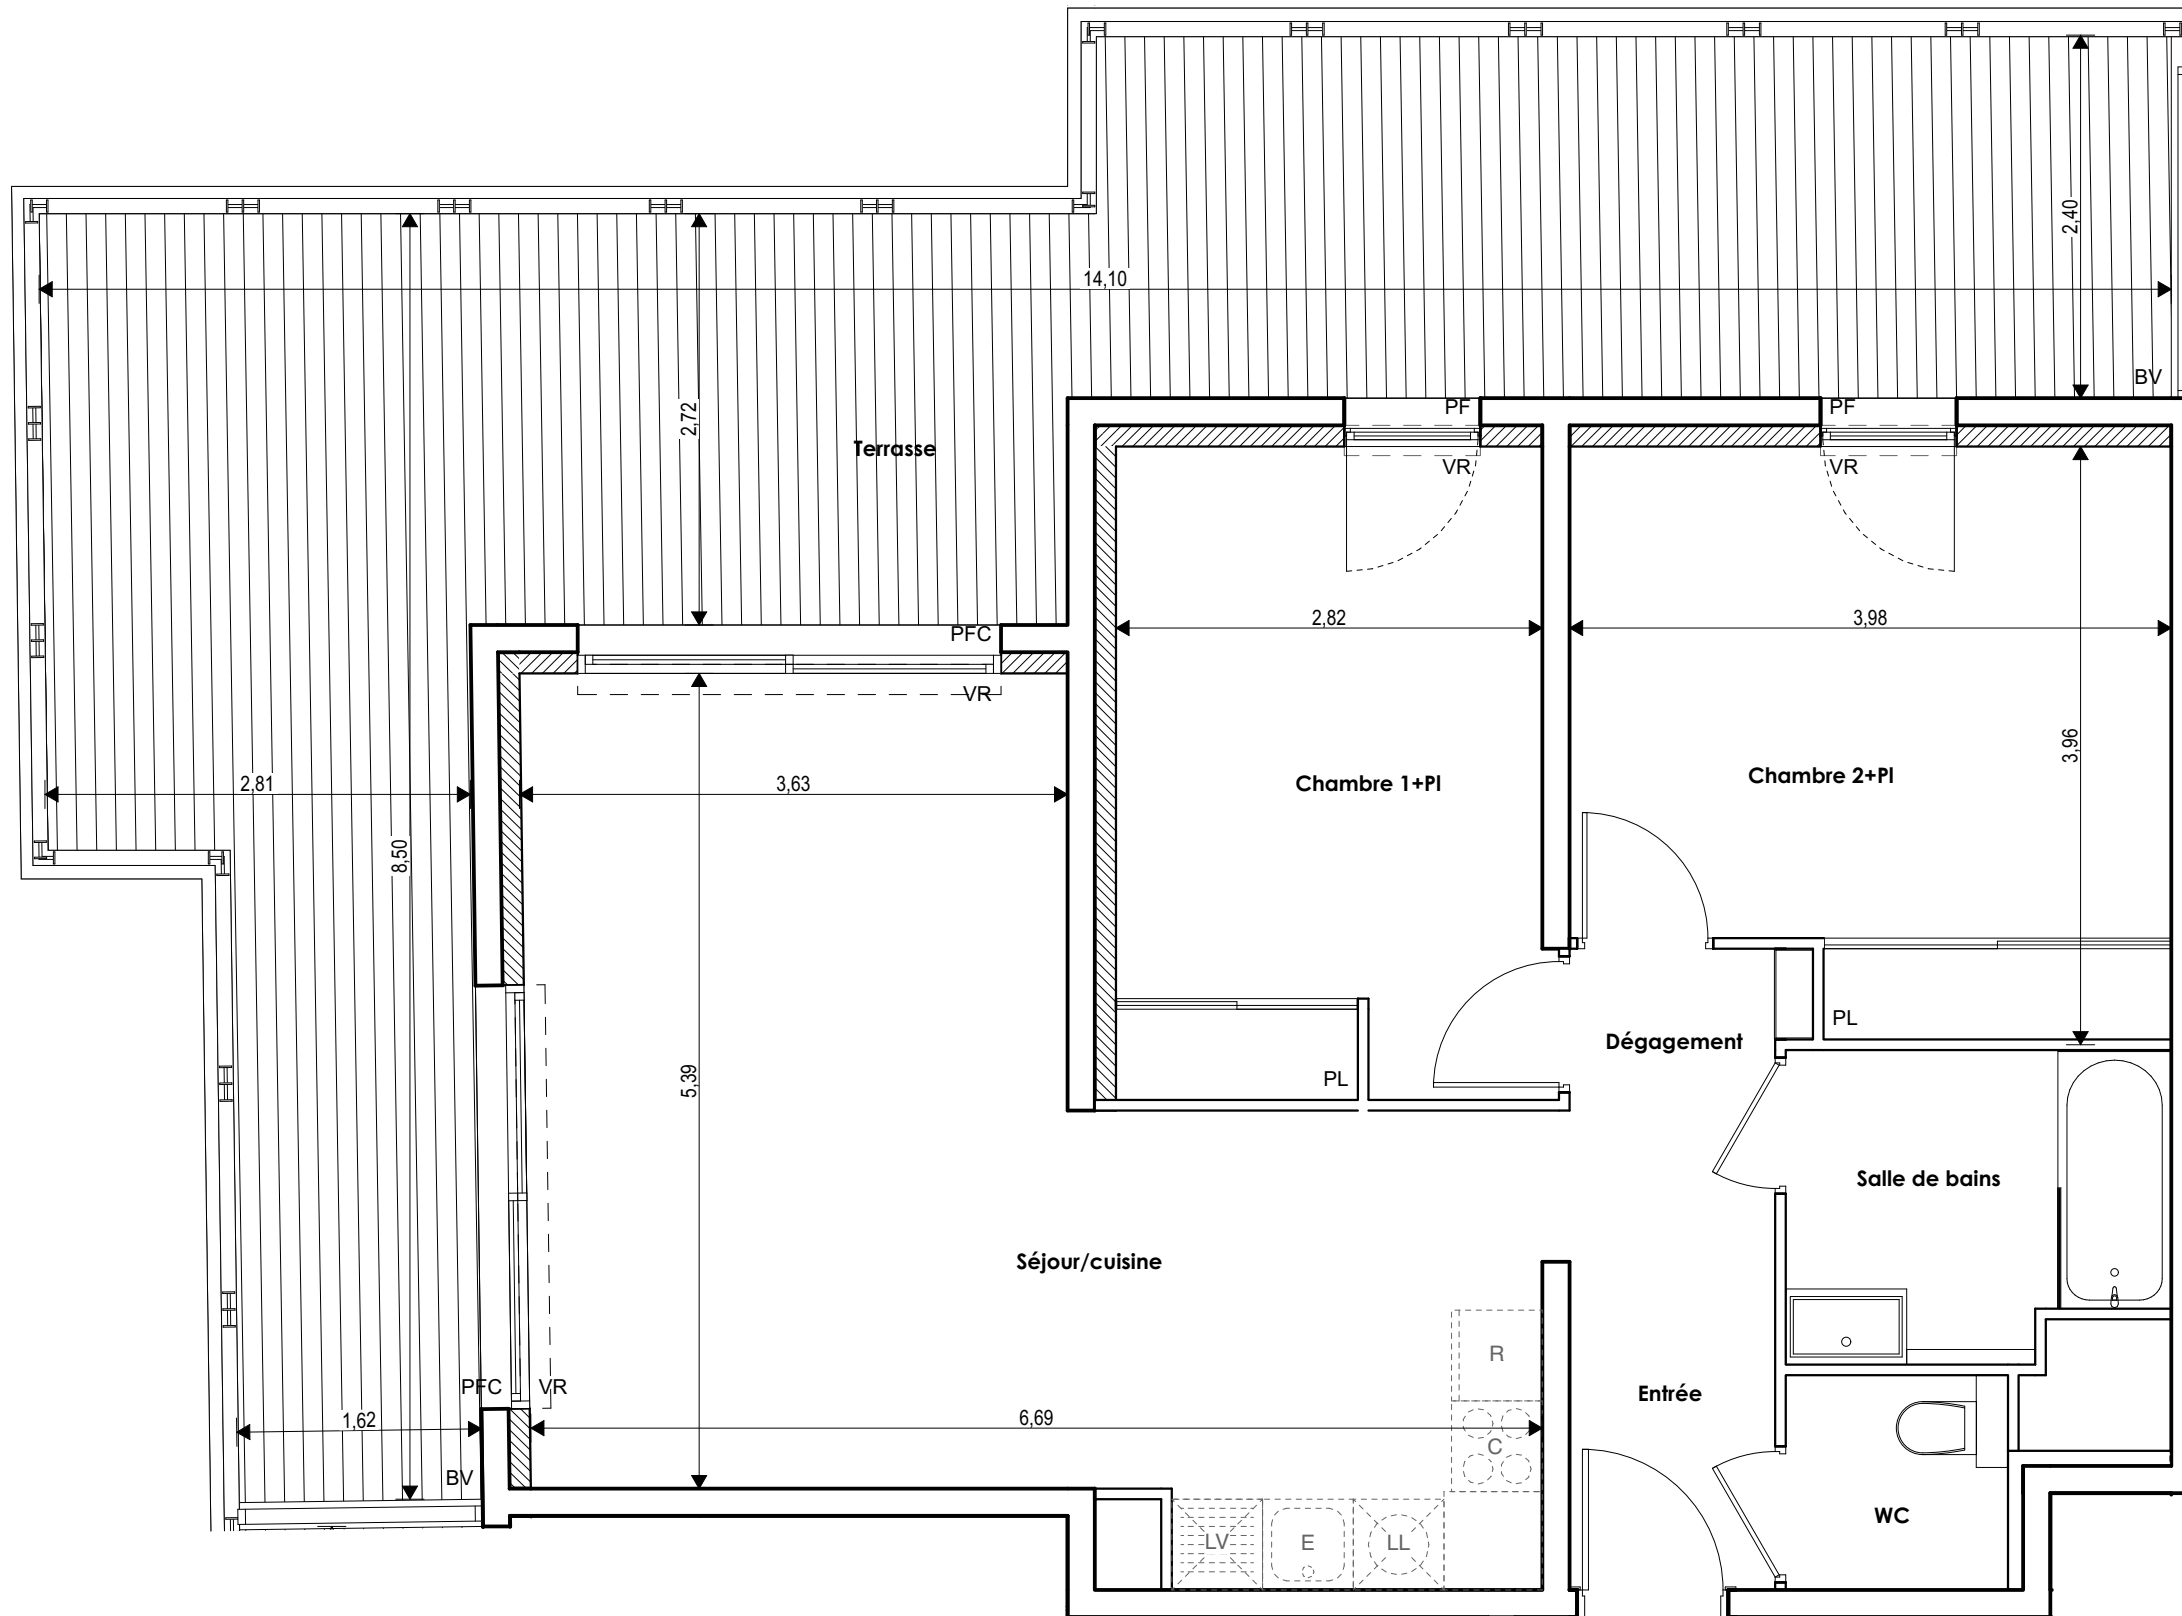 2,40
14,10
BV
PF
PF
2,72
Terrasse
VR
VR
2,82
3,98
PFC
VR
3,96
Chambre 1+Pl
Chambre 2+Pl
2,81
3,63
8,50
PL
Dégagement
5,39
PL
Salle de bains
Séjour/cuisine
R
PFC
VR
Entrée
1,62
6,69
C
BV
WC
LV
E
LL